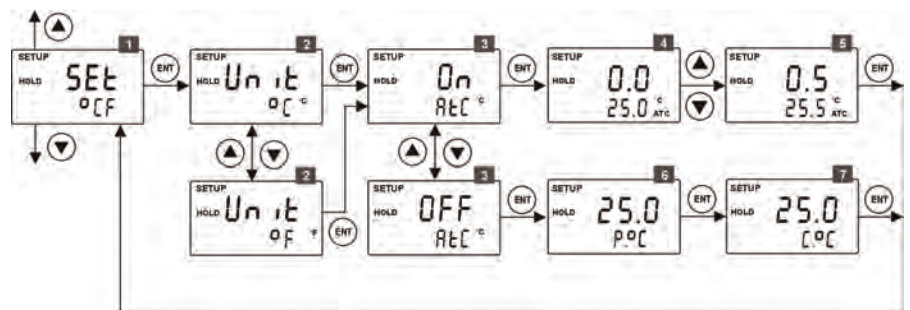 1
SETUP
HOLD SEt
°CF
ENT
2
SETUP
HOLD Unit
°C °C
ENT
3
SETUP
HOLD On
AtC °C
ENT
4
SETUP
HOLD 0.0
25.0 °C ATC
5
SETUP
HOLD 0.5
25.5 °C ATC
ENT
2
SETUP
HOLD Unit
°F °F
ENT
3
SETUP
HOLD OFF
AtC °C
ENT
6
SETUP
HOLD 25.0
P.°C
ENT
7
SETUP
HOLD 25.0
C.°C
ENT